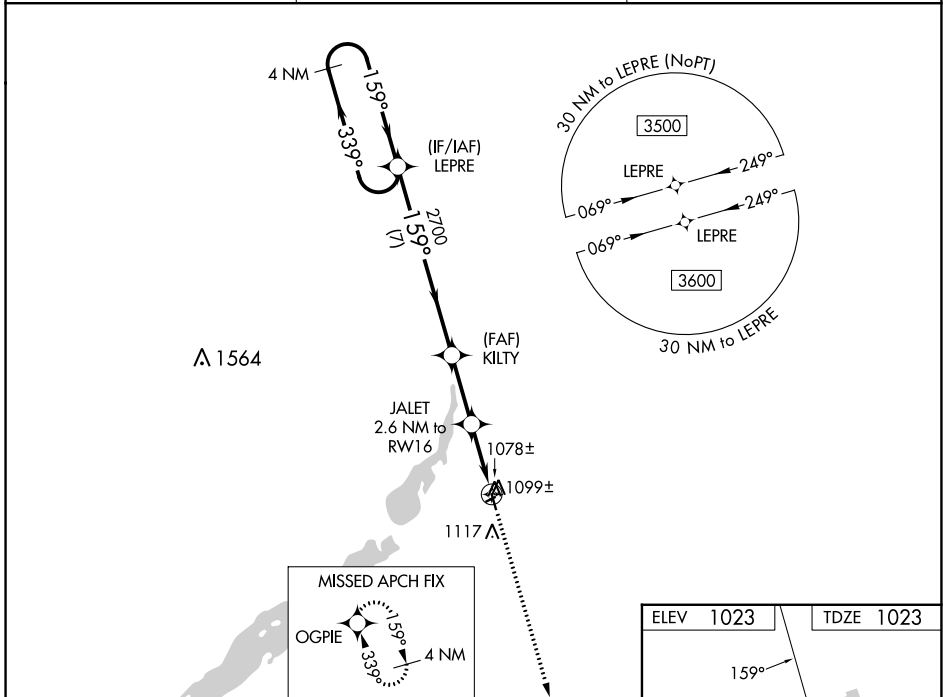 4 NM
159°
339°
(IF/IAF)
LEPRE
2700
159°
(7)
30 NM to LEPRE (NoPT)
3500
LEPRE
249°
069°
249°
069°
LEPRE
3600
30 NM to LEPRE
1564
(FAF)
KILTY
JALET
2.6 NM to
RW16
1078±
1099±
1117
MISSED APCH FIX
OGPIE
159°
339°
4 NM
ELEV 1023
TDZE 1023
159°